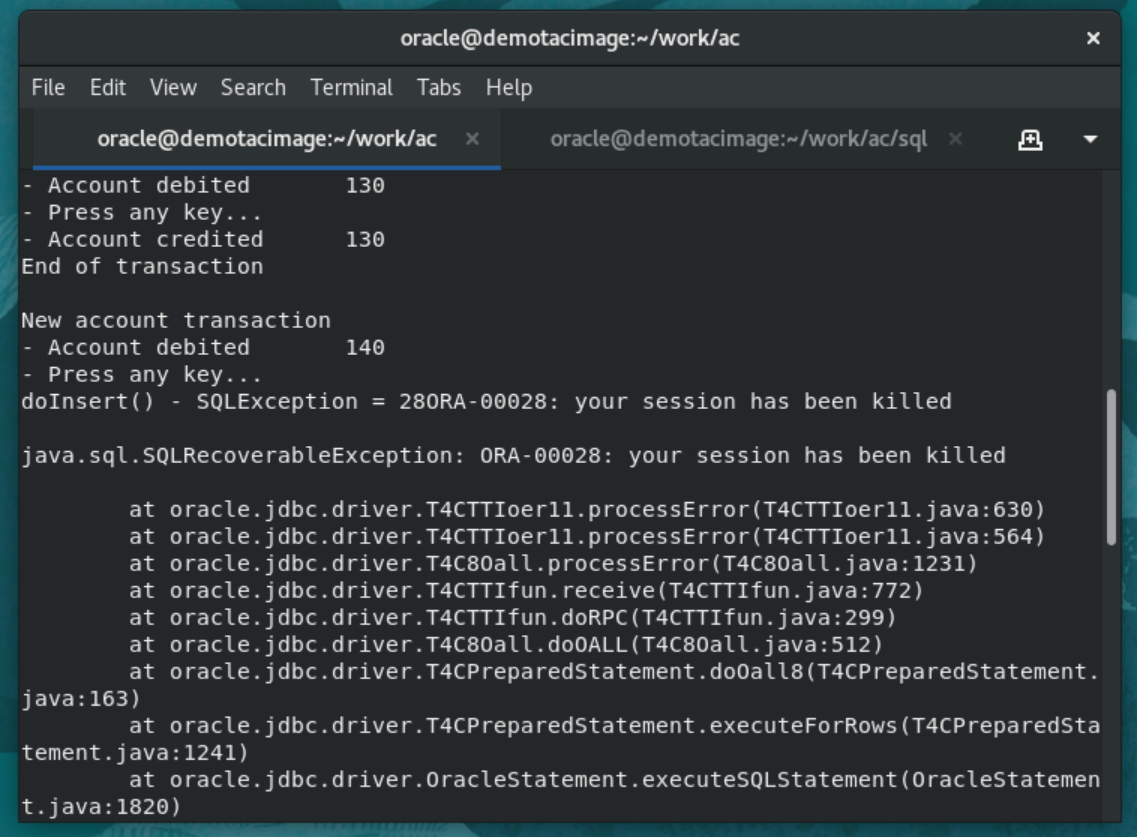 oracle@demotacimage:~/work/ac
File Edit View Search Terminal Tabs Help
oracle@demotacimage:~/work/ac oracle@demotacimage:~/work/ac/sql
- Account debited       130
- Press any key...
- Account credited      130
End of transaction

New account transaction
- Account debited       140
- Press any key...
doInsert() - SQLException = 28ORA-00028: your session has been killed

java.sql.SQLRecoverableException: ORA-00028: your session has been killed

        at oracle.jdbc.driver.T4CTTIoer11.processError(T4CTTIoer11.java:630)
        at oracle.jdbc.driver.T4CTTIoer11.processError(T4CTTIoer11.java:564)
        at oracle.jdbc.driver.T4C8Oall.processError(T4C8Oall.java:1231)
        at oracle.jdbc.driver.T4CTTIfun.receive(T4CTTIfun.java:772)
        at oracle.jdbc.driver.T4CTTIfun.doRPC(T4CTTIfun.java:299)
        at oracle.jdbc.driver.T4C8Oall.doOALL(T4C8Oall.java:512)
        at oracle.jdbc.driver.T4CPreparedStatement.doOall8(T4CPreparedStatement.
java:163)
        at oracle.jdbc.driver.T4CPreparedStatement.executeForRows(T4CPreparedSta
tement.java:1241)
        at oracle.jdbc.driver.OracleStatement.executeSQLStatement(OracleStatemen
t.java:1820)